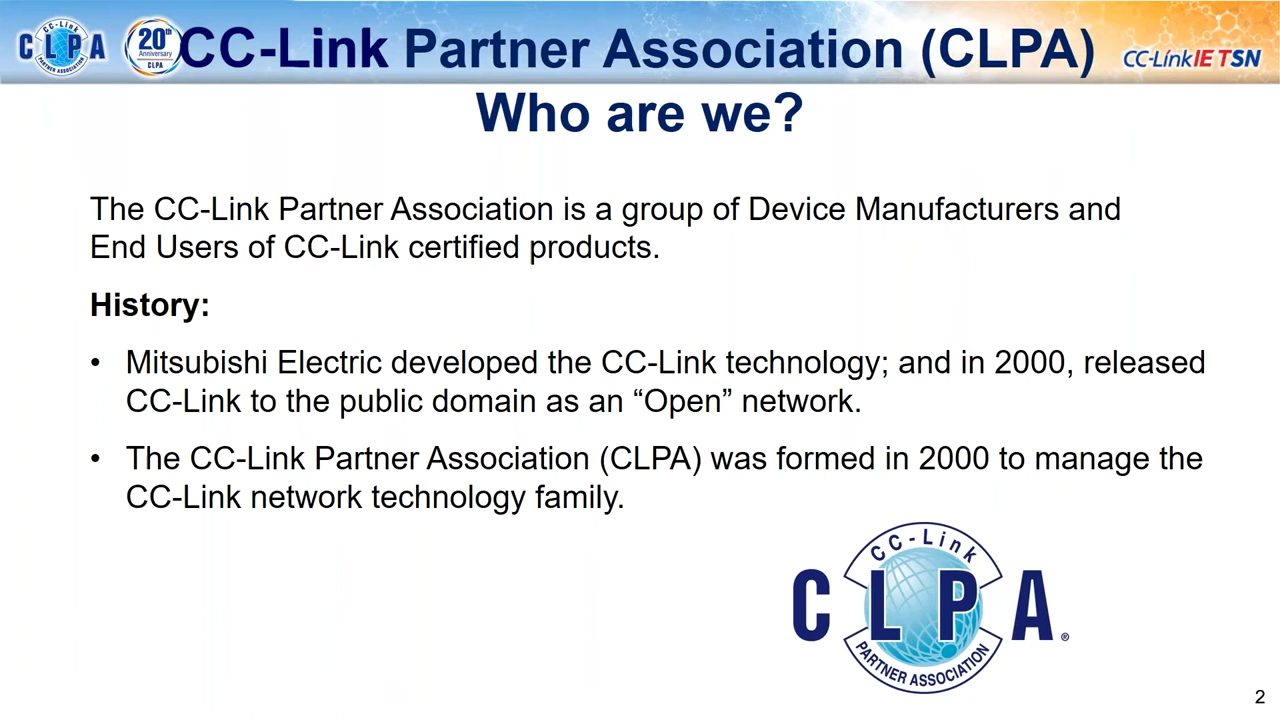 CC-Link
CLPA
PARTNER ASSOCIATION
20th
Anniversary
CLPA
CC-Link Partner Association (CLPA)
CC-Link IE TSN
Who are we?
The CC-Link Partner Association is a group of Device Manufacturers and
End Users of CC-Link certified products.
History:
• Mitsubishi Electric developed the CC-Link technology; and in 2000, released
CC-Link to the public domain as an “Open” network.
• The CC-Link Partner Association (CLPA) was formed in 2000 to manage the
CC-Link network technology family.
CC-Link
CLPA®
PARTNER ASSOCIATION
2